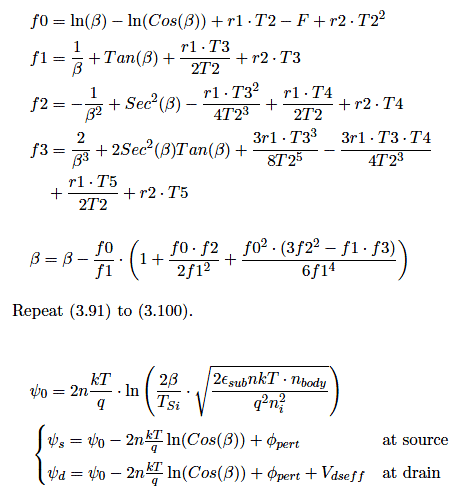 f0 = ln(β) − ln(Cos(β)) + r1 · T2 − F + r2 · T2²
f1 = 1/β + Tan(β) + r1 · T3/2T2 + r2 · T3
f2 = −1/β² + Sec²(β) − r1 · T3²/4T2³ + r1 · T4/2T2 + r2 · T4
f3 = 2/β³ + 2Sec²(β)Tan(β) + 3r1 · T3³/8T2⁵ − 3r1 · T3 · T4/4T2³
+ r1 · T5/2T2 + r2 · T5
β = β − f0/f1 · (1 + f0 · f2/2f1² + f0² · (3f2² − f1 · f3)/6f1⁴)
Repeat (3.91) to (3.100).
ψ₀ = 2n kT/q · ln (2β/T_Si · √(2ϵ_sub nkT · n_body/q²n_i²))
{ψ_s = ψ₀ − 2n kT/q ln(Cos(β)) + ϕ_pert at source
ψ_d = ψ₀ − 2n kT/q ln(Cos(β)) + ϕ_pert + V_dseff at drain